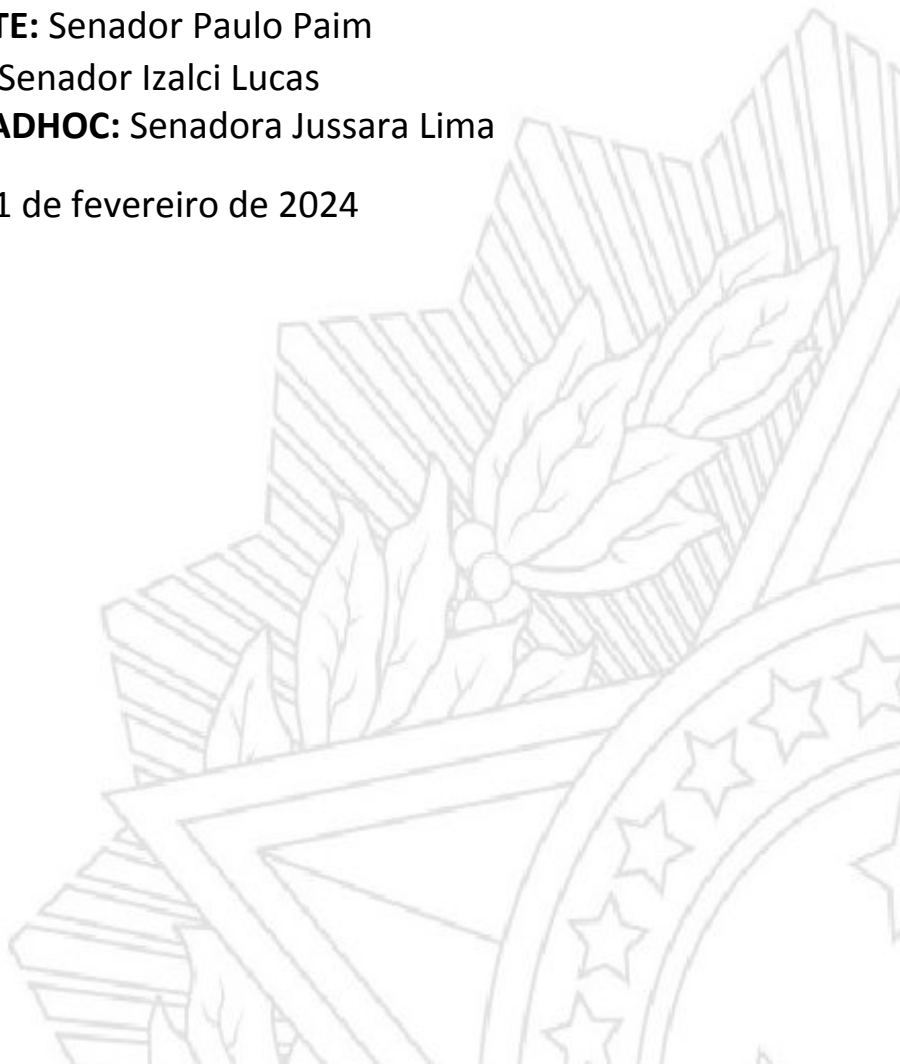 TE: Senador Paulo Paim
Senador Izalci Lucas
ADHOC: Senadora Jussara Lima
1 de fevereiro de 2024